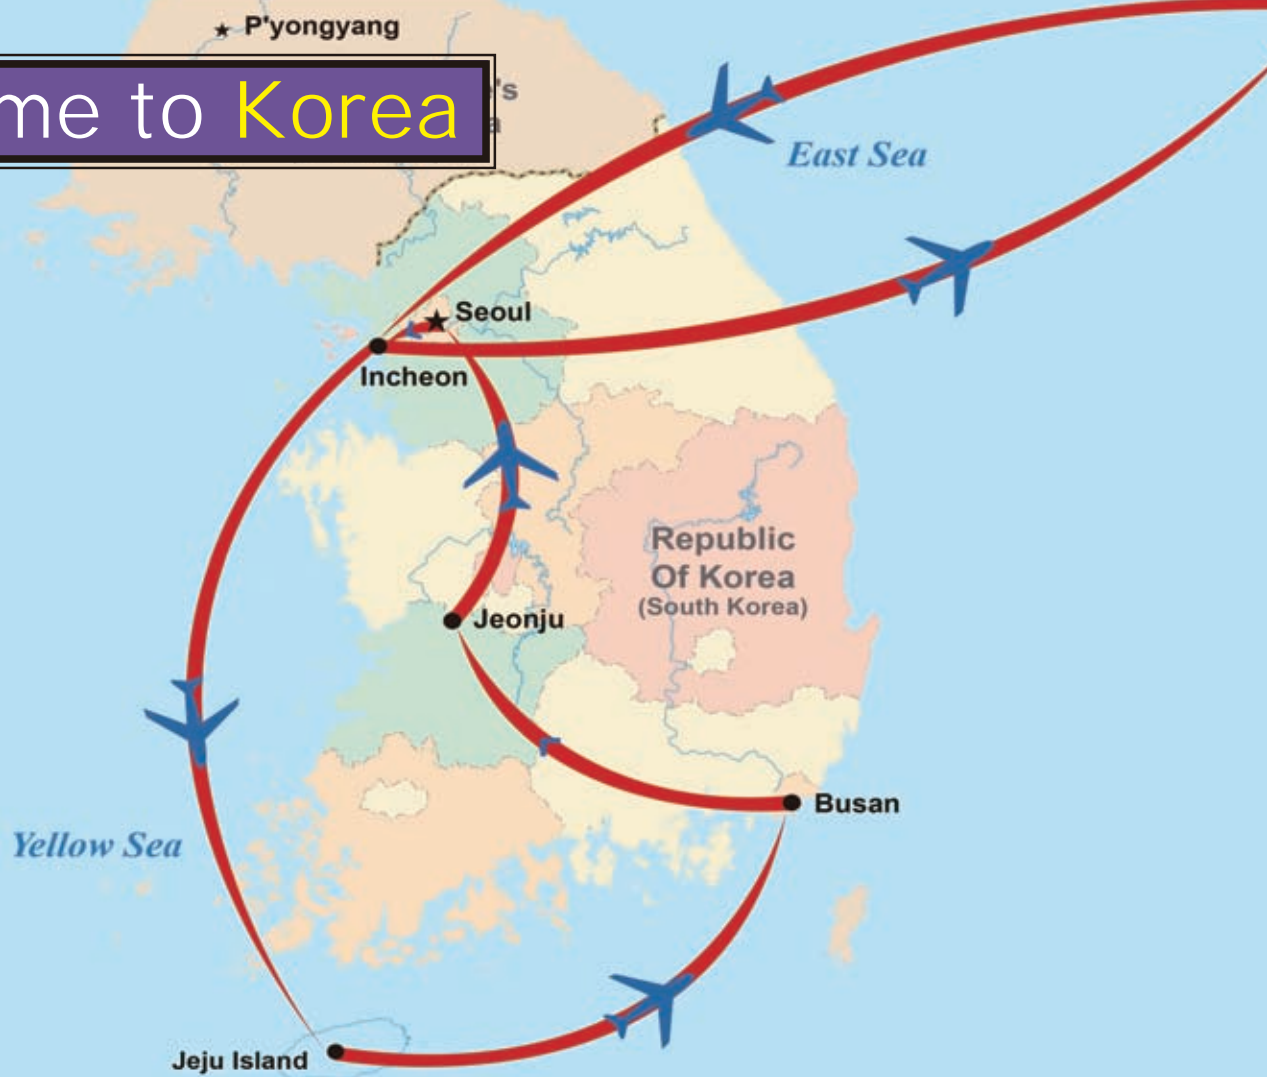 P'yongyang
me to Korea
East Sea
Seoul
Incheon
Republic
Of Korea
(South Korea)
Jeonju
Busan
Yellow Sea
Jeju Island